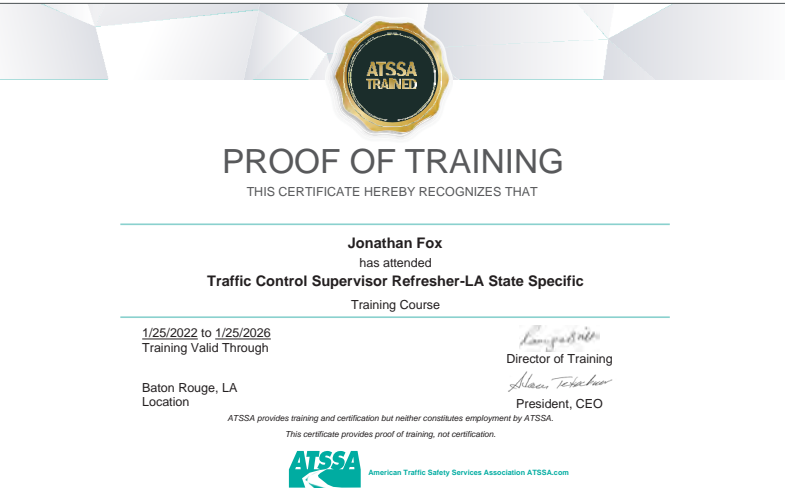 ATSSA
TRAINED
PROOF OF TRAINING
THIS CERTIFICATE HEREBY RECOGNIZES THAT
Jonathan Fox
has attended
Traffic Control Supervisor Refresher-LA State Specific
Training Course
1/25/2022 to 1/25/2026
Training Valid Through
Director of Training
Baton Rouge, LA
Location
President, CEO
ATSSA provides training and certification but neither constitutes employment by ATSSA.
This certificate provides proof of training, not certification.
ATSSA
American Traffic Safety Services Association ATSSA.com